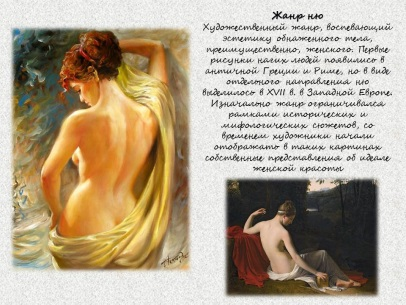 Жанр ню
Художественный жанр, воспевающий
эстетику обнаженного тела,
преимущественно, женского. Первые
рисунки нагих людей появились в
античной Греции и Риме, но в виде
отдельного направления ню
выделилось в XVII в. в Западной Европе.
Изначально жанр ограничивался
рамками исторических и
мифологических сюжетов, со
временем художники начали
отображать в таких картинах
собственные представления об идеале
женской красоты